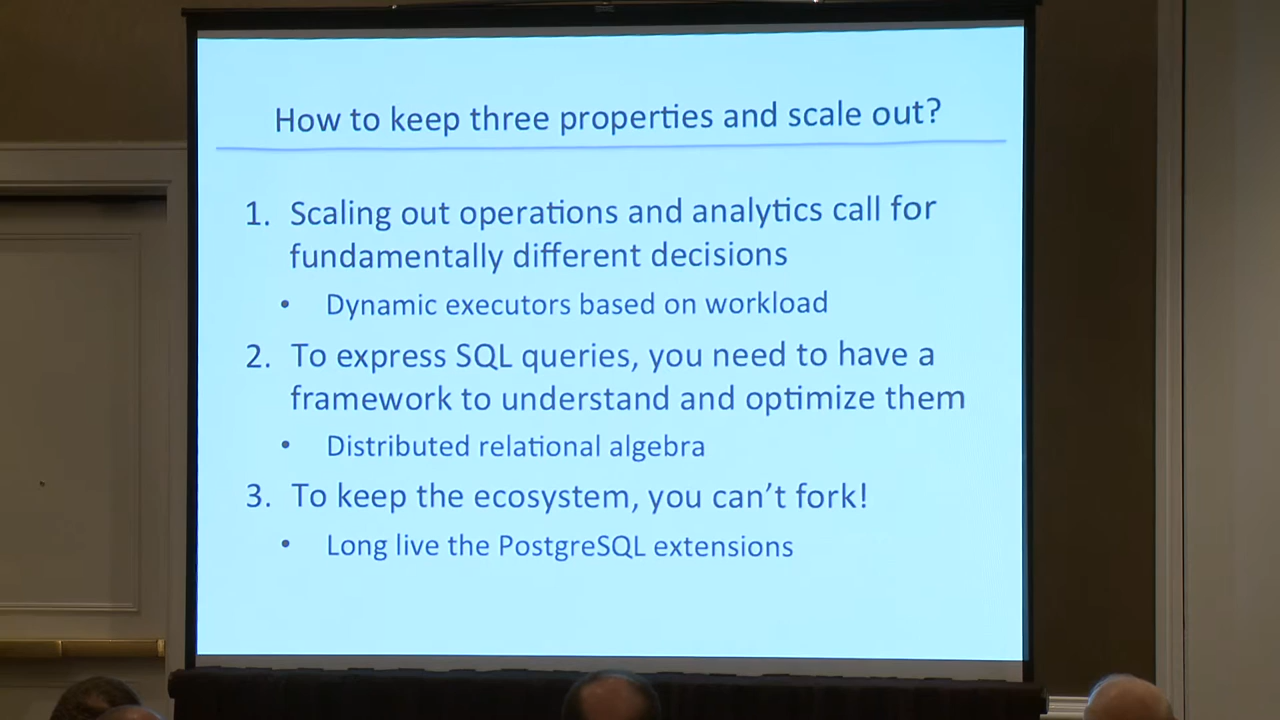 How to keep three properties and scale out?
1. Scaling out operations and analytics call for
fundamentally different decisions
• Dynamic executors based on workload
2. To express SQL queries, you need to have a
framework to understand and optimize them
• Distributed relational algebra
3. To keep the ecosystem, you can’t fork!
• Long live the PostgreSQL extensions